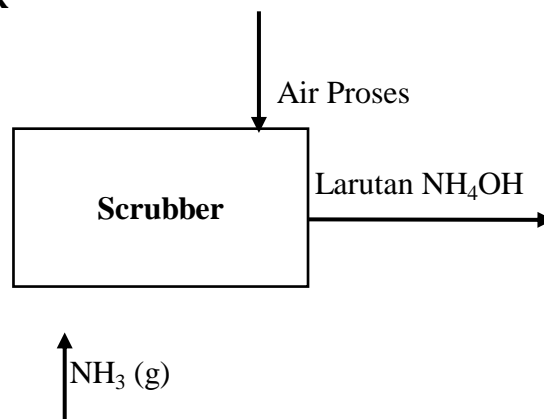 Air Proses
Larutan NH₄OH
Scrubber
NH₃ (g)